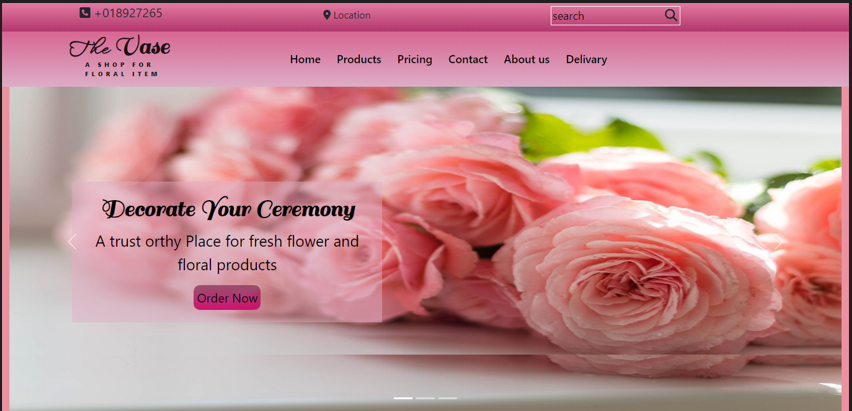 +018927265
Location
search
The Vase
A SHOP FOR
FLORAL ITEM
Home Products Pricing Contact About us Delivary
Decorate Your Ceremony
A trust orthy Place for fresh flower and
floral products
Order Now